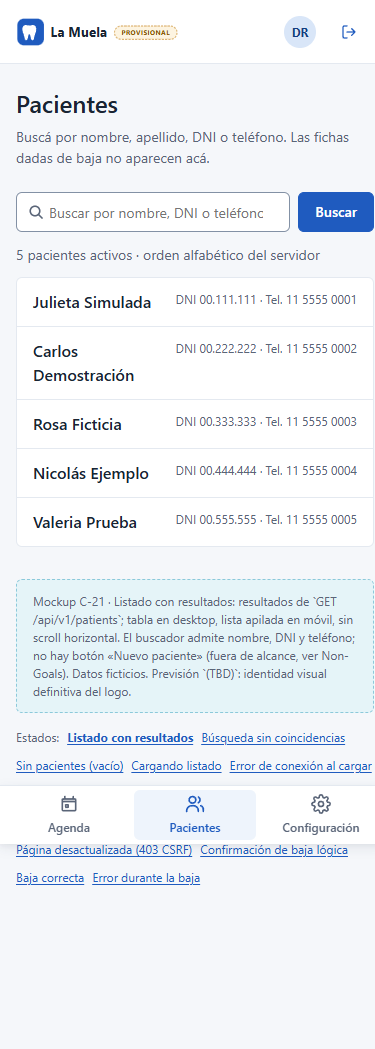 La Muela PROVISIONAL DR
Pacientes
Buscá por nombre, apellido, DNI o teléfono. Las fichas
dadas de baja no aparecen acá.
Buscar por nombre, DNI o teléfono Buscar
5 pacientes activos · orden alfabético del servidor
Julieta Simulada DNI 00.111.111 · Tel. 11 5555 0001
Carlos DNI 00.222.222 · Tel. 11 5555 0002
Demostración
Rosa Ficticia DNI 00.333.333 · Tel. 11 5555 0003
Nicolás Ejemplo DNI 00.444.444 · Tel. 11 5555 0004
Valeria Prueba DNI 00.555.555 · Tel. 11 5555 0005
Mockup C-21 · Listado con resultados: resultados de `GET
/api/v1/patients`; tabla en desktop, lista apilada en móvil, sin
scroll horizontal. El buscador admite nombre, DNI y teléfono;
no hay botón «Nuevo paciente» (fuera de alcance, ver Non-
Goals). Datos ficticios. Previsión `(TBD)`: identidad visual
definitiva del logo.
Estados: Listado con resultados Búsqueda sin coincidencias
Sin pacientes (vacío) Cargando listado Error de conexión al cargar
Agenda Pacientes Configuración
Página desactualizada (403 CSRF) Confirmación de baja lógica
Baja correcta Error durante la baja